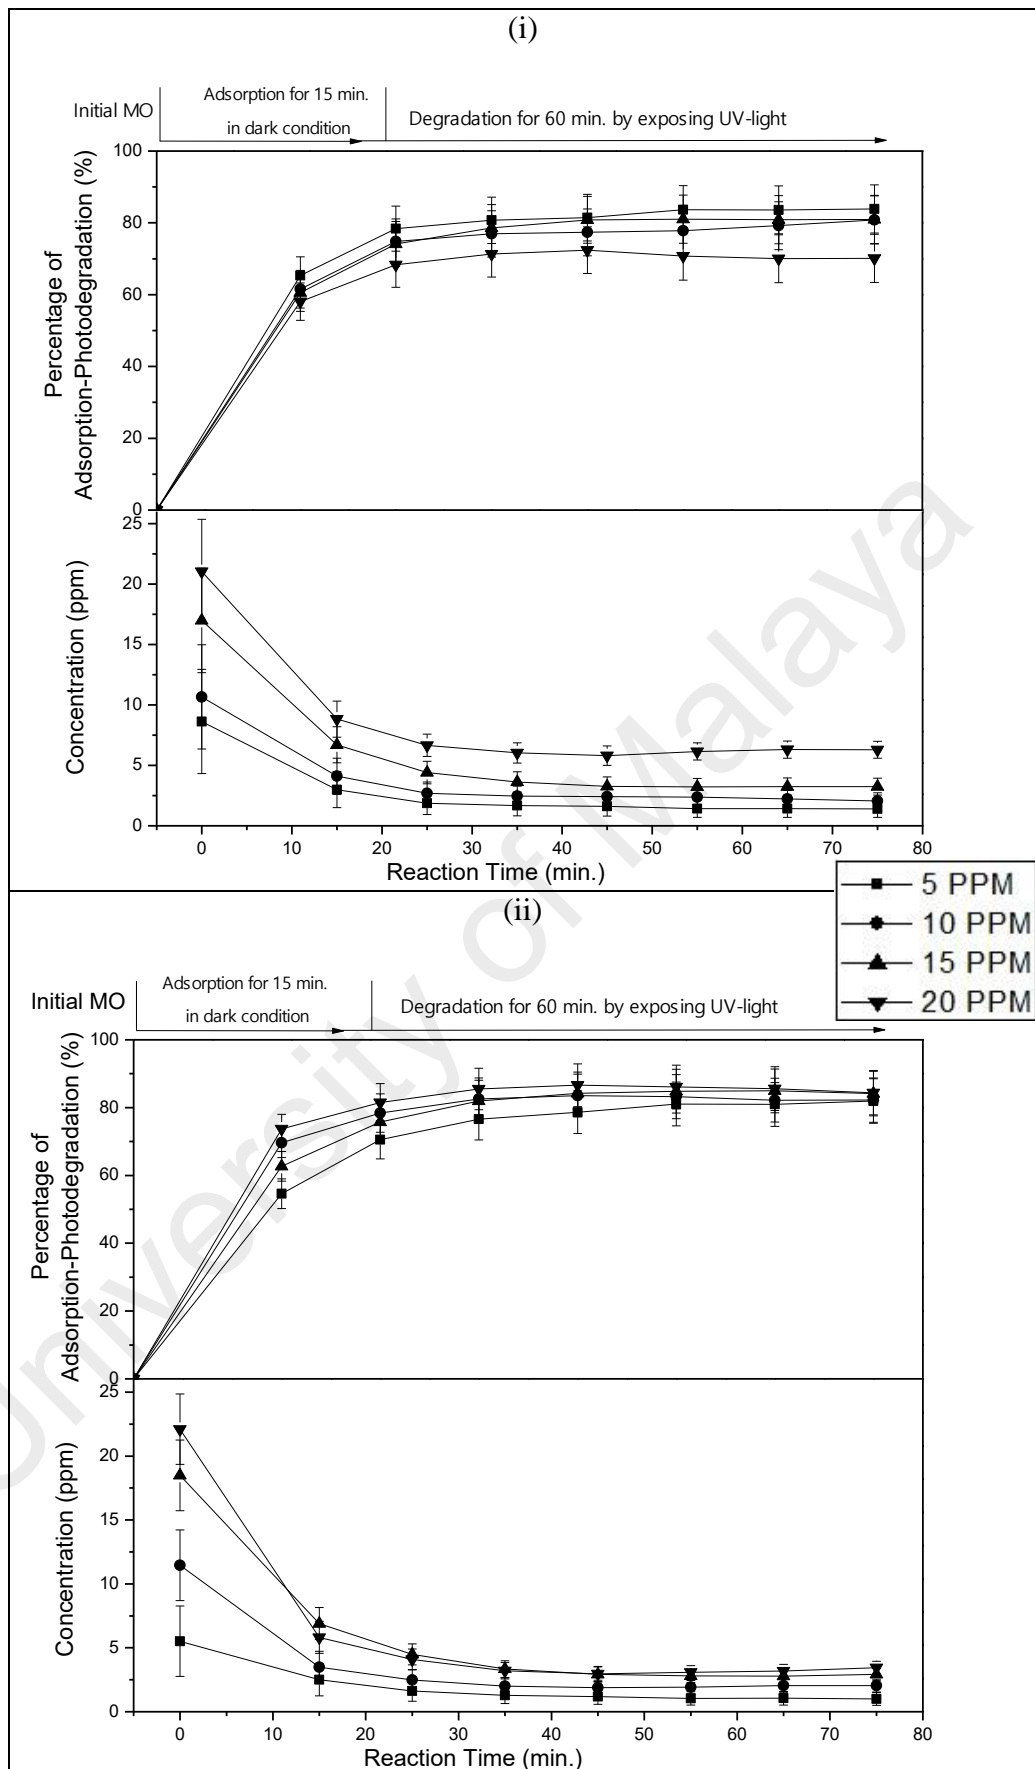 (i)
Initial MO
Adsorption for 15 min.
in dark condition
Degradation for 60 min. by exposing UV-light
Percentage of
Adsorption-Photodegradation (%)
100
80
60
40
20
0
Concentration (ppm)
25
20
15
10
5
0
0 10 20 30 40 50 60 70 80
Reaction Time (min.)
5 PPM
10 PPM
15 PPM
20 PPM
(ii)
Initial MO
Adsorption for 15 min.
in dark condition
Degradation for 60 min. by exposing UV-light
Percentage of
Adsorption-Photodegradation (%)
100
80
60
40
20
0
Concentration (ppm)
25
20
15
10
5
0
0 10 20 30 40 50 60 70 80
Reaction Time (min.)
University of Malaya